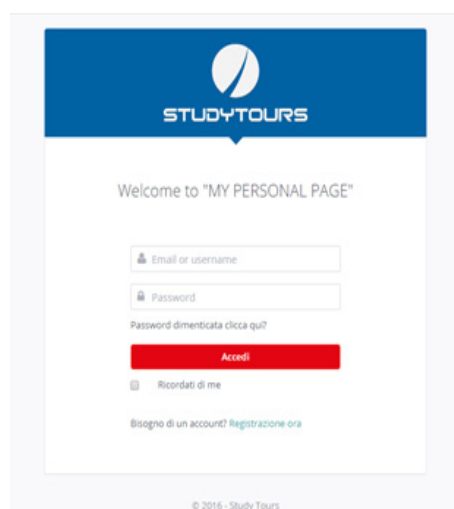 STUDYTOURS
Welcome to "MY PERSONAL PAGE"
Email or username
Password
Password dimenticata clicca qui?
Accedi
Ricordati di me
Bisogno di un account? Registrazione ora
© 2016 - Study Tours